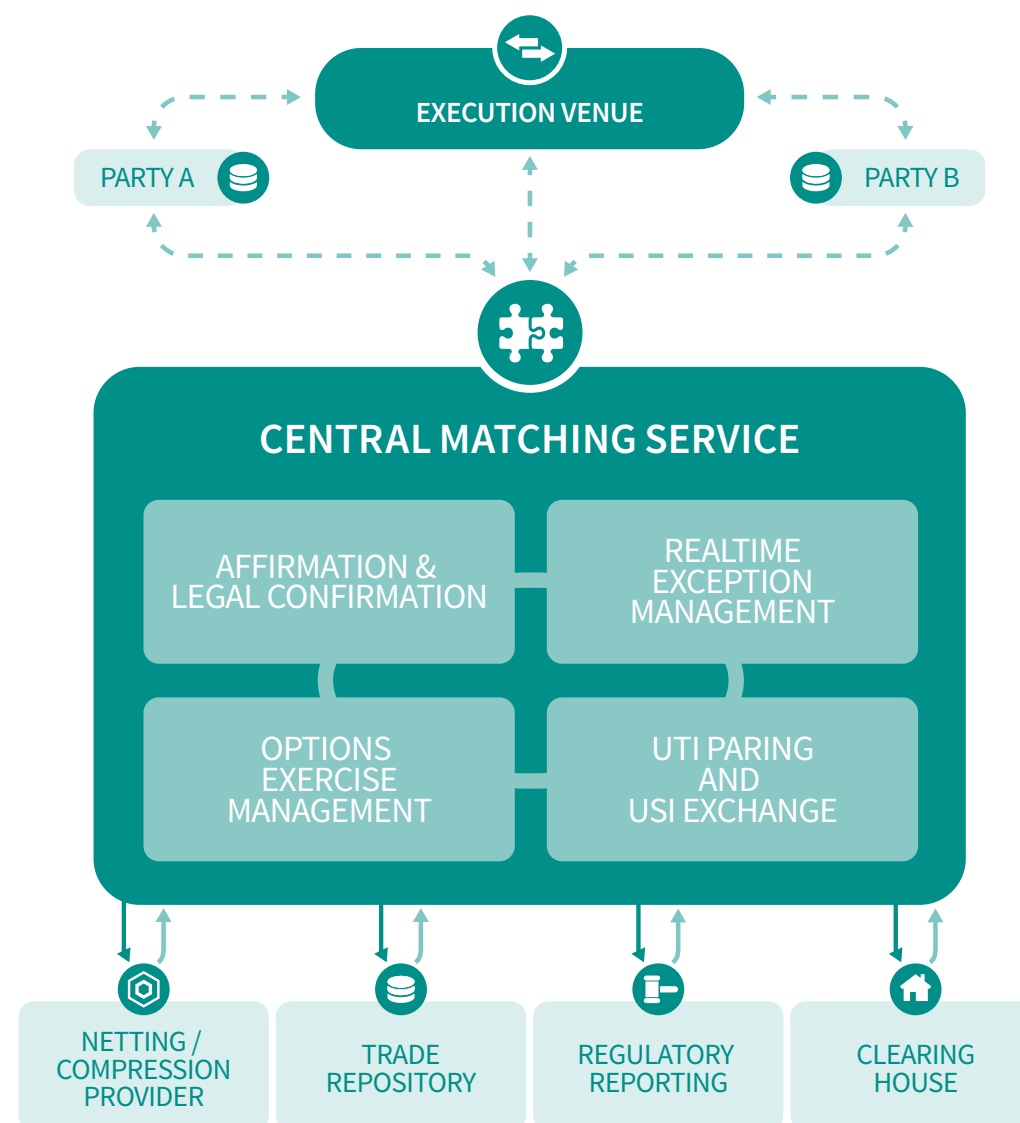 EXECUTION VENUE
PARTY A
PARTY B
CENTRAL MATCHING SERVICE
AFFIRMATION &
LEGAL CONFIRMATION
REALTIME
EXCEPTION
MANAGEMENT
OPTIONS
EXERCISE
MANAGEMENT
UTI PARING
AND
USI EXCHANGE
NETTING /
COMPRESSION
PROVIDER
TRADE
REPOSITORY
REGULATORY
REPORTING
CLEARING
HOUSE